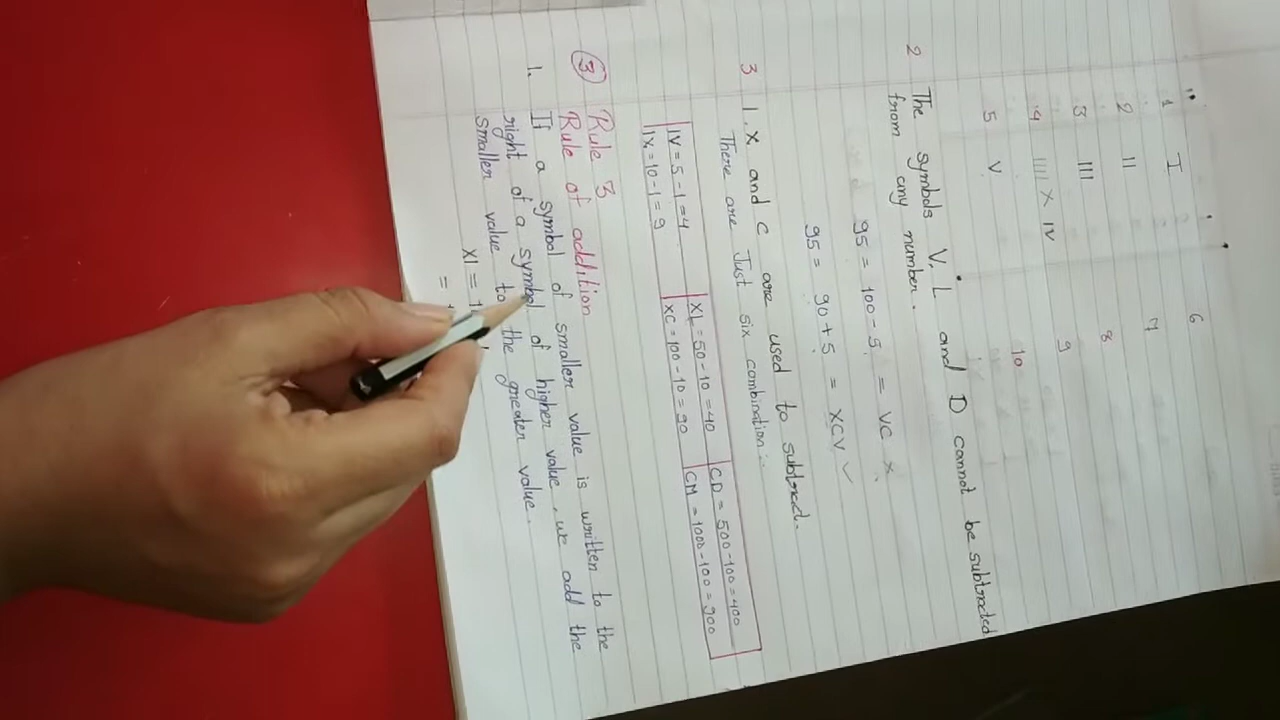 1 I 6
2 II 7
3 III 8
4 IIII X IV 9
5 V 10
2 The symbols V, L and D cannot be subtracted
from any number.
95 = 100 - 5 = VC X
95 = 90 + 5 = XCV ✓
3 I, X and C are used to subtract.
There are Just six combination :.
IV = 5 - 1 = 4 XL = 50 - 10 = 40 CD = 500 - 100 = 400
IX = 10 - 1 = 9 XC = 100 - 10 = 90 CM = 1000 - 100 = 900
Rule 3
3 Rule of addition
1. If a symbol of smaller value is written to the
right of a symbol of higher value, we add the
smaller value to the greater value.
XI = 1
=